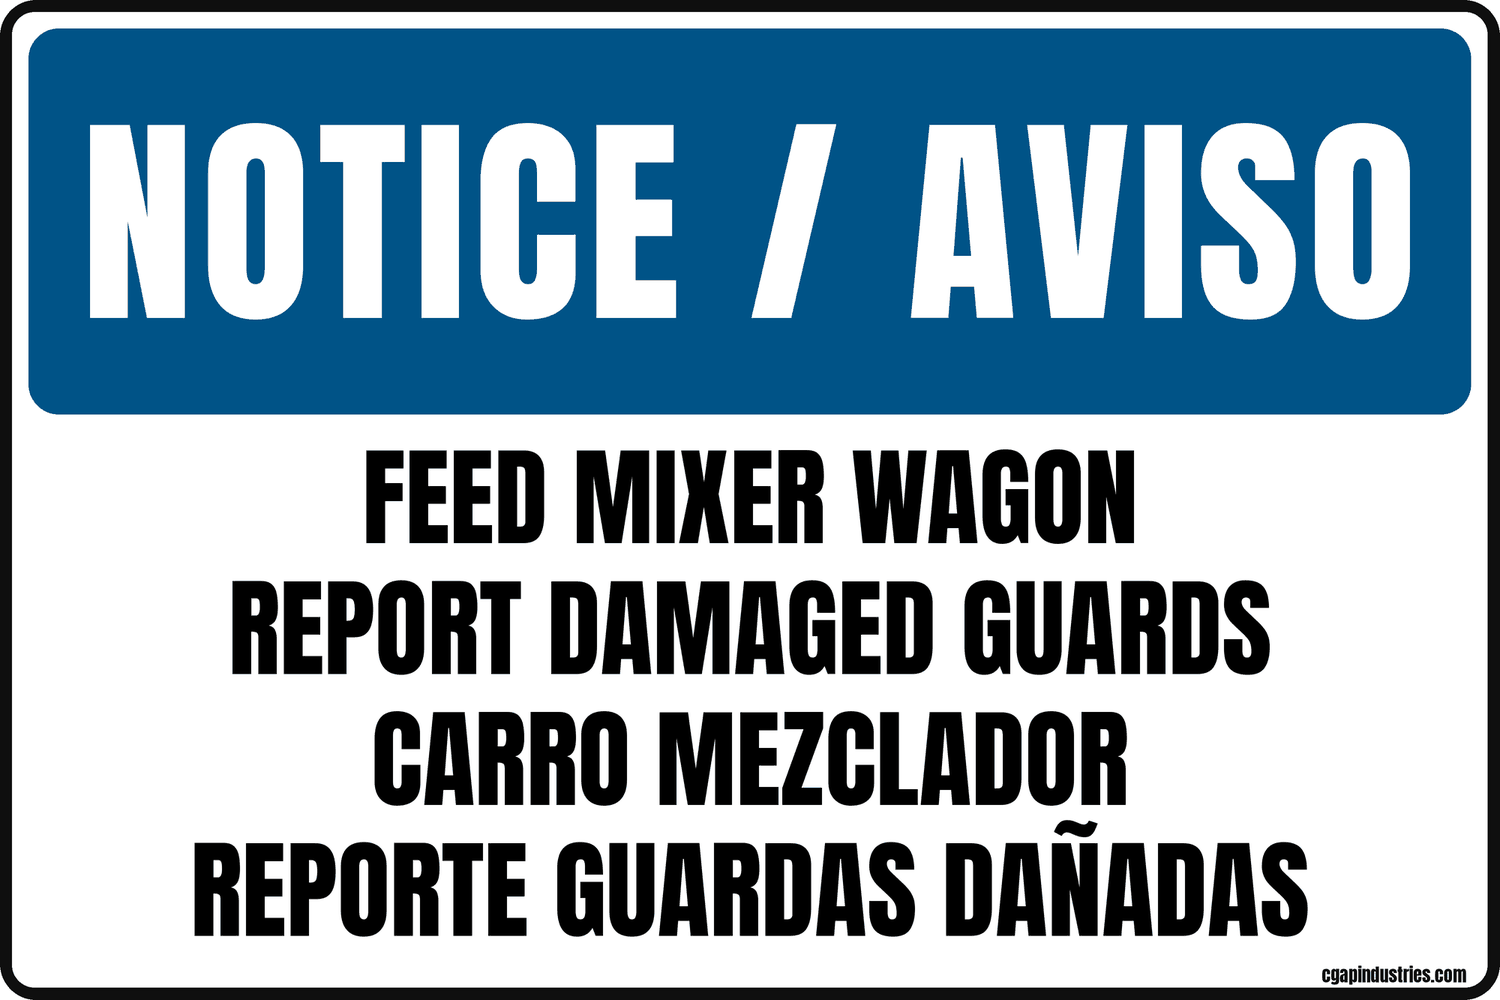 NOTICE / AVISO
FEED MIXER WAGON
REPORT DAMAGED GUARDS
CARRO MEZCLADOR
REPORTE GUARDAS DAÑADAS
cgapindustries.com